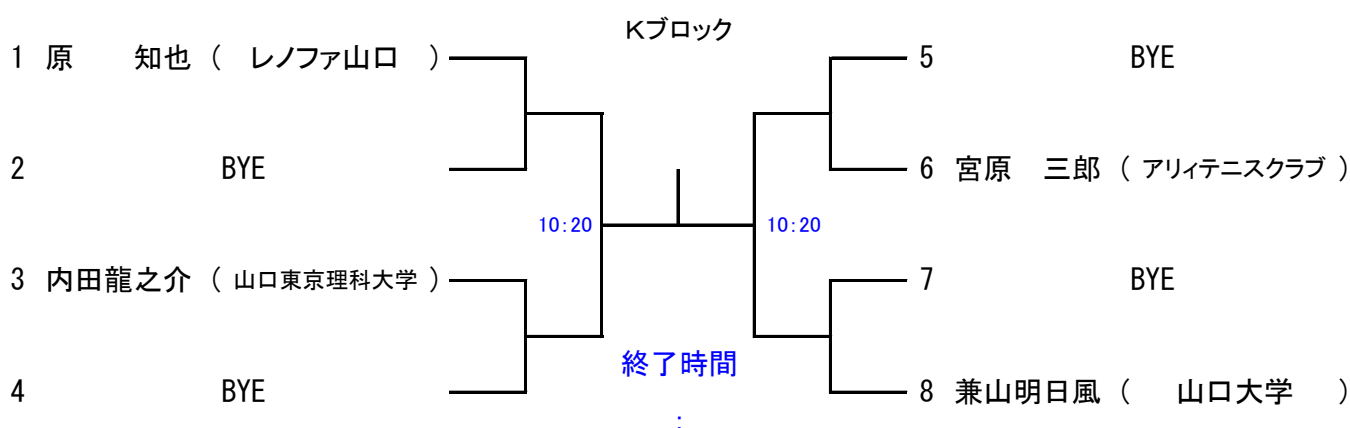 Kブロック
1 原 知也 ( レノファ山口 )
2 BYE
10:20
3 内田龍之介 ( 山口東京理科大学 )
4 BYE
5 BYE
6 宮原 三郎 ( アリィテニスクラブ )
10:20
7 BYE
8 兼山明日風 ( 山口大学 )
終了時間
: